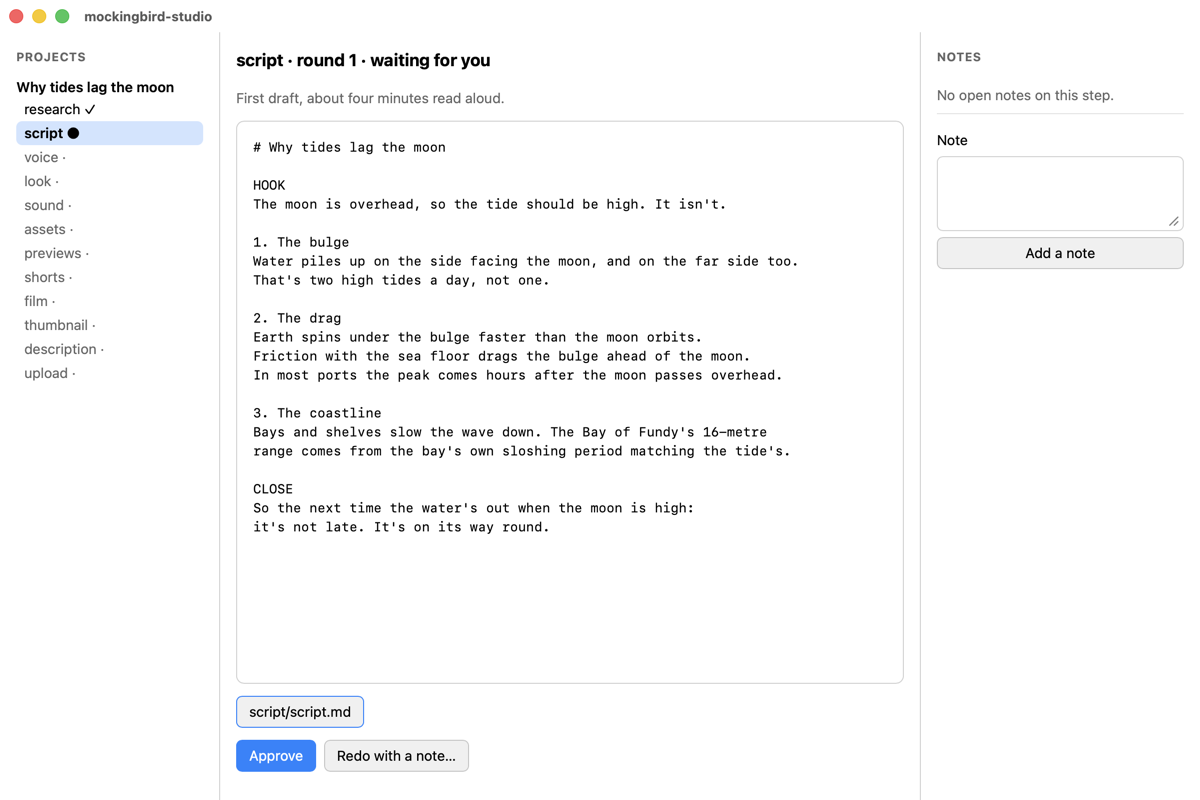 mockingbird-studio
PROJECTS
Why tides lag the moon
research ✓
script ●
voice ·
look ·
sound ·
assets ·
previews ·
shorts ·
film ·
thumbnail ·
description ·
upload ·
script · round 1 · waiting for you
First draft, about four minutes read aloud.
# Why tides lag the moon
HOOK
The moon is overhead, so the tide should be high. It isn't.
1. The bulge
Water piles up on the side facing the moon, and on the far side too.
That's two high tides a day, not one.
2. The drag
Earth spins under the bulge faster than the moon orbits.
Friction with the sea floor drags the bulge ahead of the moon.
In most ports the peak comes hours after the moon passes overhead.
3. The coastline
Bays and shelves slow the wave down. The Bay of Fundy's 16-metre
range comes from the bay's own sloshing period matching the tide's.
CLOSE
So the next time the water's out when the moon is high:
it's not late. It's on its way round.
script/script.md
Approve
Redo with a note…
NOTES
No open notes on this step.
Note
Add a note